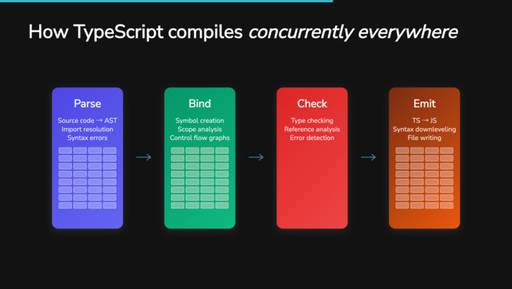 How TypeScript compiles concurrently everywhere
Parse
Source code → AST
Import resolution
Syntax errors
Bind
Symbol creation
Scope analysis
Control flow graphs
Check
Type checking
Reference analysis
Error detection
Emit
TS → JS
Syntax downleveling
File writing